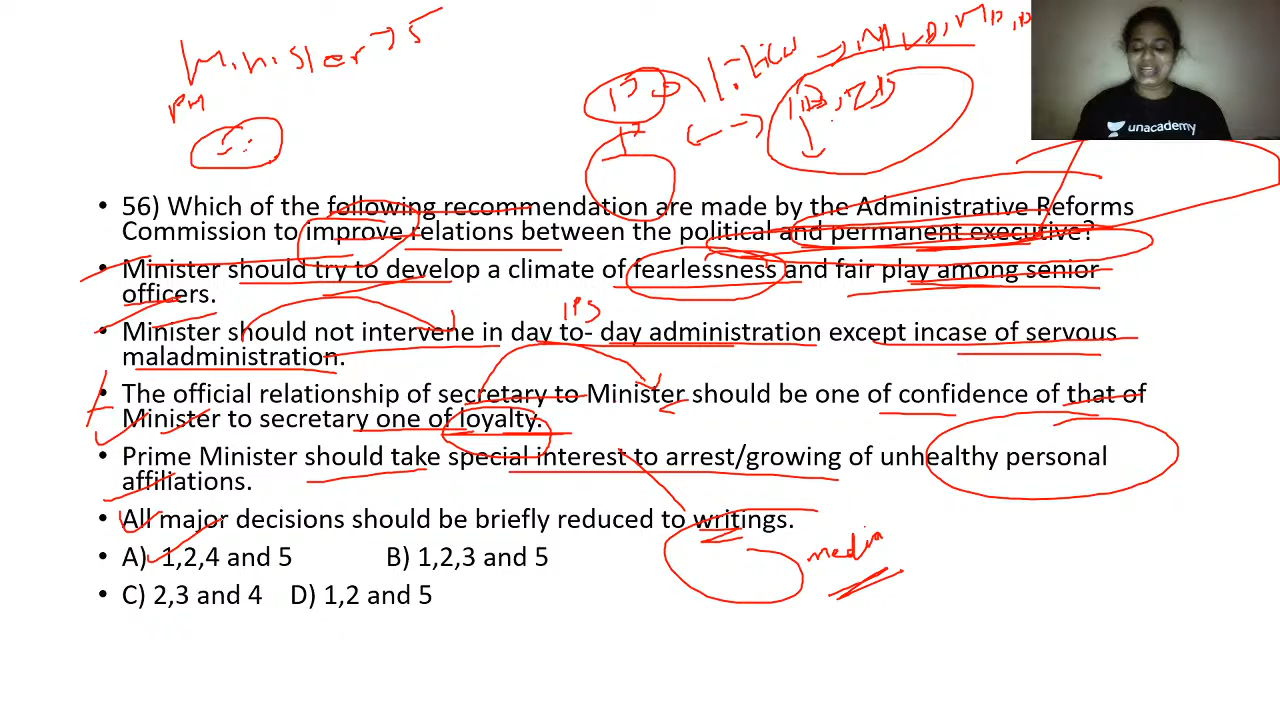 Minister → 5
PM
unacademy
• 56) Which of the following recommendation are made by the Administrative Reforms
Commission to improve relations between the political and permanent executive?
• Minister should try to develop a climate of fearlessness and fair play among senior
officers.
• Minister should not intervene in day to- day administration except incase of servous
maladministration.
• The official relationship of secretary to Minister should be one of confidence of that of
Minister to secretary one of loyalty.
• Prime Minister should take special interest to arrest/growing of unhealthy personal
affiliations.
• All major decisions should be briefly reduced to writings.
media
• A) 1,2,4 and 5 B) 1,2,3 and 5
• C) 2,3 and 4 D) 1,2 and 5